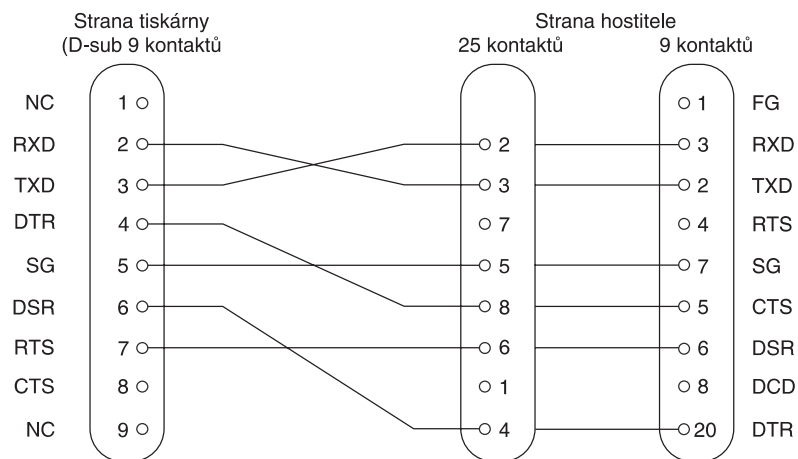 Strana tiskárny
(D-sub 9 kontaktů
Strana hostitele
25 kontaktů 9 kontaktů
NC 1 1 FG
RXD 2 2 3 RXD
TXD 3 3 2 TXD
DTR 4 7 4 RTS
SG 5 5 7 SG
DSR 6 8 5 CTS
RTS 7 6 6 DSR
CTS 8 1 8 DCD
NC 9 4 20 DTR